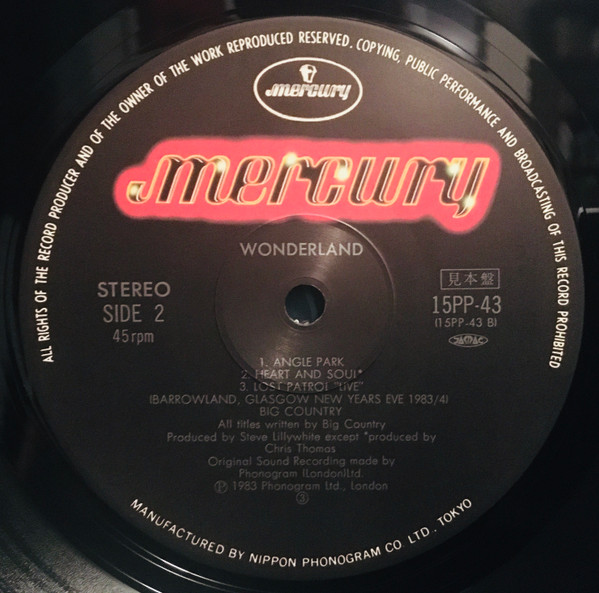 ALL RIGHTS OF THE RECORD PRODUCER AND OF THE OWNER OF THE WORK REPRODUCED RESERVED. COPYING, PUBLIC PERFORMANCE AND BROADCASTING OF THIS RECORD PROHIBITED
mercury
mercury
WONDERLAND
STEREO
SIDE 2
45rpm
見本盤
15PP-43
(15PP-43 B)
1. ANGLE PARK
2. HEART AND SOUL*
3. LOST PATROL "LIVE"
(BARROWLAND, GLASGOW NEW YEARS EVE 1983/4)
BIG COUNTRY
All titles written by Big Country
Produced by Steve Lillywhite except *produced by
Chris Thomas
Original Sound Recording made by
Phonogram (London)Ltd.
Ⓟ 1983 Phonogram Ltd., London
③
MANUFACTURED BY NIPPON PHONOGRAM CO LTD., TOKYO